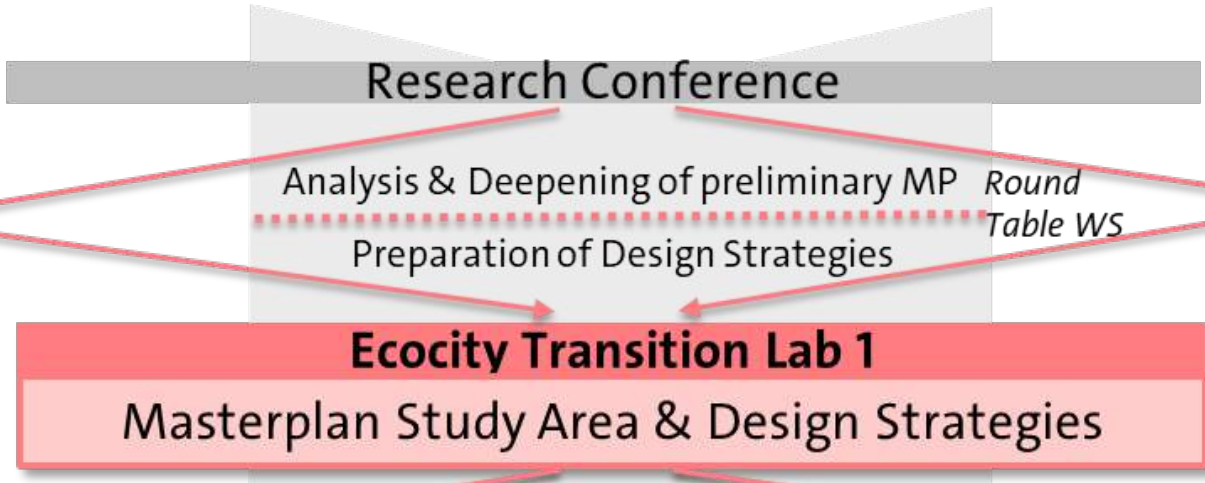 Research Conference
Analysis & Deepening of preliminary MP
Round
Table WS
Preparation of Design Strategies
Ecocity Transition Lab 1
Masterplan Study Area & Design Strategies